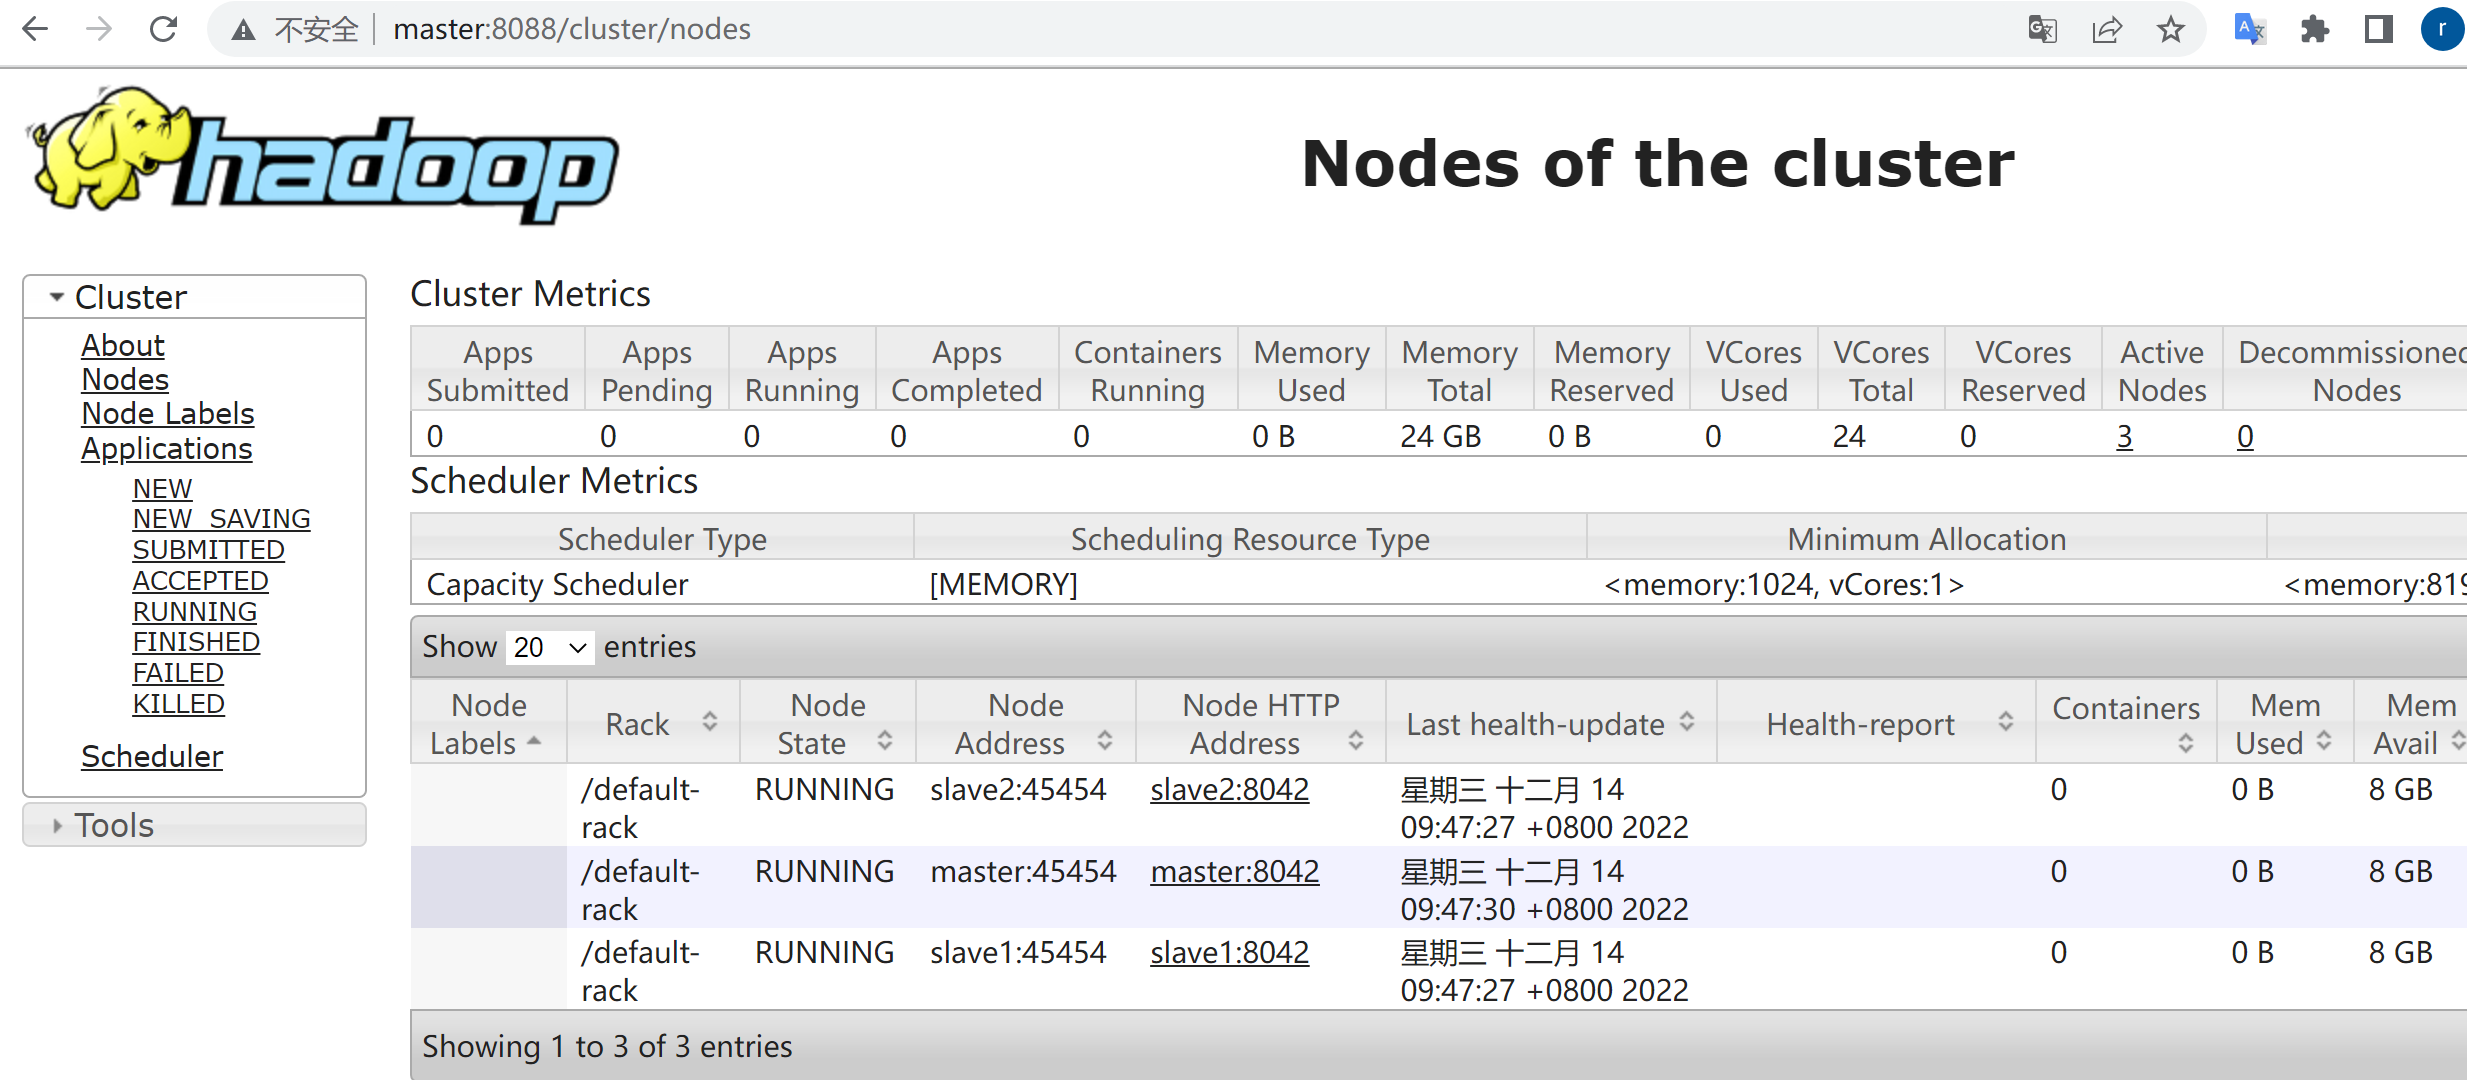 不安全 master:8088/cluster/nodes r
hadoop
Nodes of the cluster
Cluster
About
Nodes
Node Labels
Applications
NEW
NEW_SAVING
SUBMITTED
ACCEPTED
RUNNING
FINISHED
FAILED
KILLED
Scheduler
Tools
Cluster Metrics
Apps Submitted Apps Pending Apps Running Apps Completed Containers Running Memory Used Memory Total Memory Reserved VCores Used VCores Total VCores Reserved Active Nodes Decommissioned Nodes
0 0 0 0 0 0 B 24 GB 0 B 0 24 0 3 0
Scheduler Metrics
Scheduler Type Scheduling Resource Type Minimum Allocation
Capacity Scheduler [MEMORY] <memory:1024, vCores:1> <memory:819
Show 20 entries
Node Labels Rack Node State Node Address Node HTTP Address Last health-update Health-report Containers Mem Used Mem Avail
/default-rack RUNNING slave2:45454 slave2:8042 星期三 十二月 14 09:47:27 +0800 2022 0 0 B 8 GB
/default-rack RUNNING master:45454 master:8042 星期三 十二月 14 09:47:30 +0800 2022 0 0 B 8 GB
/default-rack RUNNING slave1:45454 slave1:8042 星期三 十二月 14 09:47:27 +0800 2022 0 0 B 8 GB
Showing 1 to 3 of 3 entries